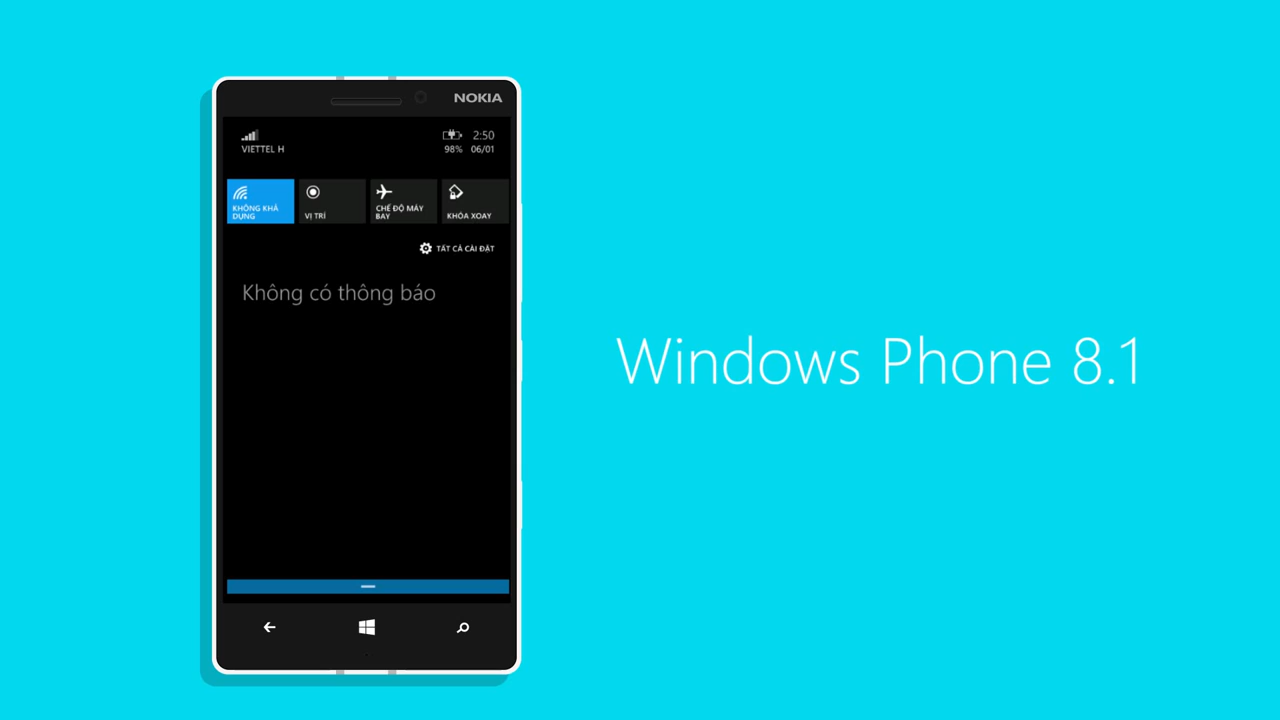 NOKIA
2:50
VIETTEL H
98% 06/01
KHÔNG KHẢ
DỤNG
VỊ TRÍ
CHẾ ĐỘ MÁY
BAY
KHÓA XOAY
TẤT CẢ CÀI ĐẶT
Không có thông báo
Windows Phone 8.1